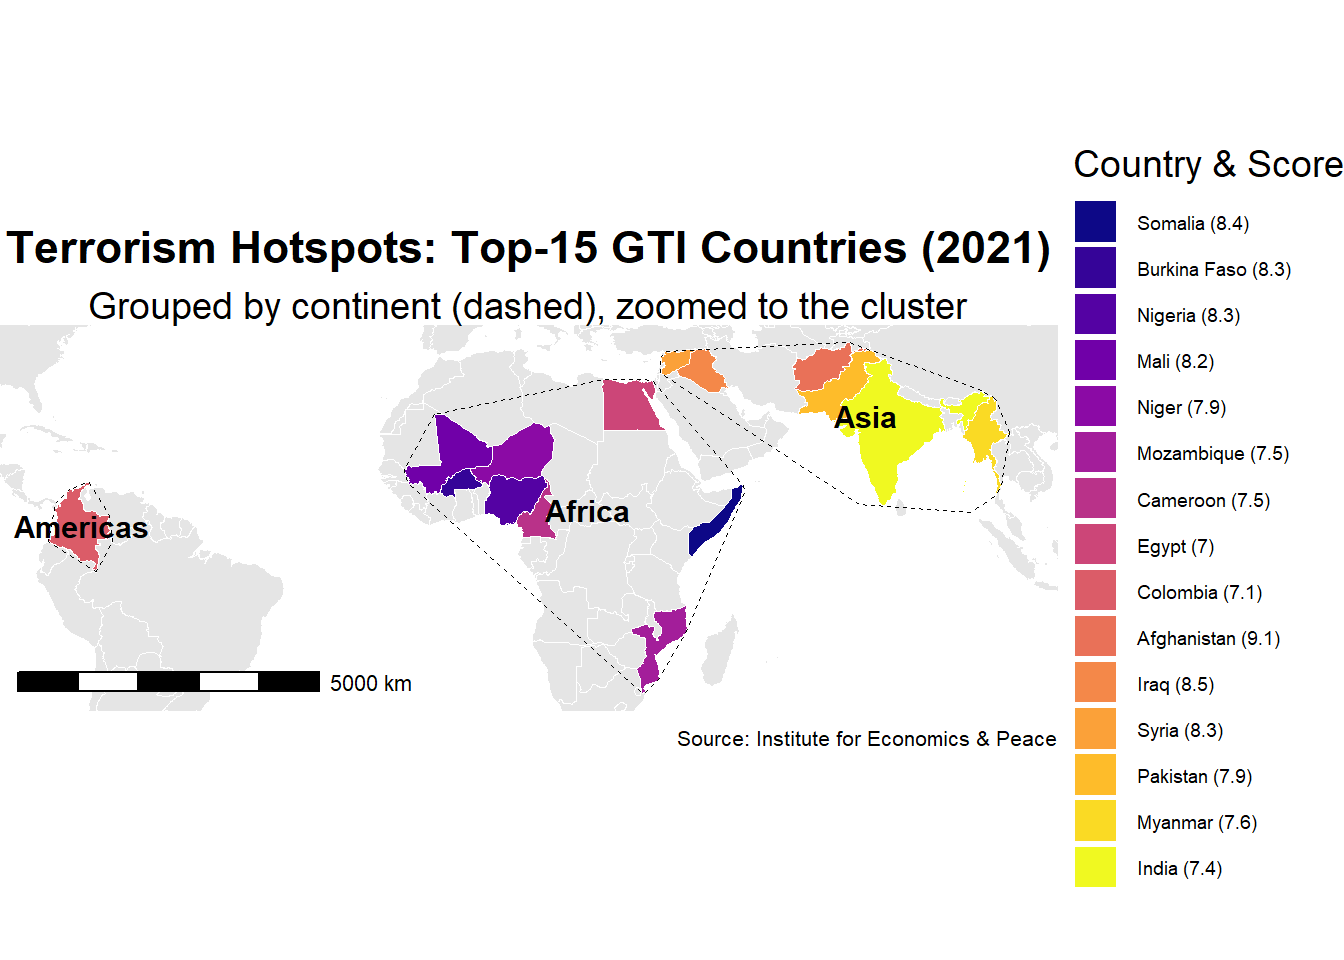 Terrorism Hotspots: Top-15 GTI Countries (2021)
Grouped by continent (dashed), zoomed to the cluster
Americas
Africa
Asia
5000 km
Source: Institute for Economics & Peace
Country & Score
Somalia (8.4)
Burkina Faso (8.3)
Nigeria (8.3)
Mali (8.2)
Niger (7.9)
Mozambique (7.5)
Cameroon (7.5)
Egypt (7)
Colombia (7.1)
Afghanistan (9.1)
Iraq (8.5)
Syria (8.3)
Pakistan (7.9)
Myanmar (7.6)
India (7.4)